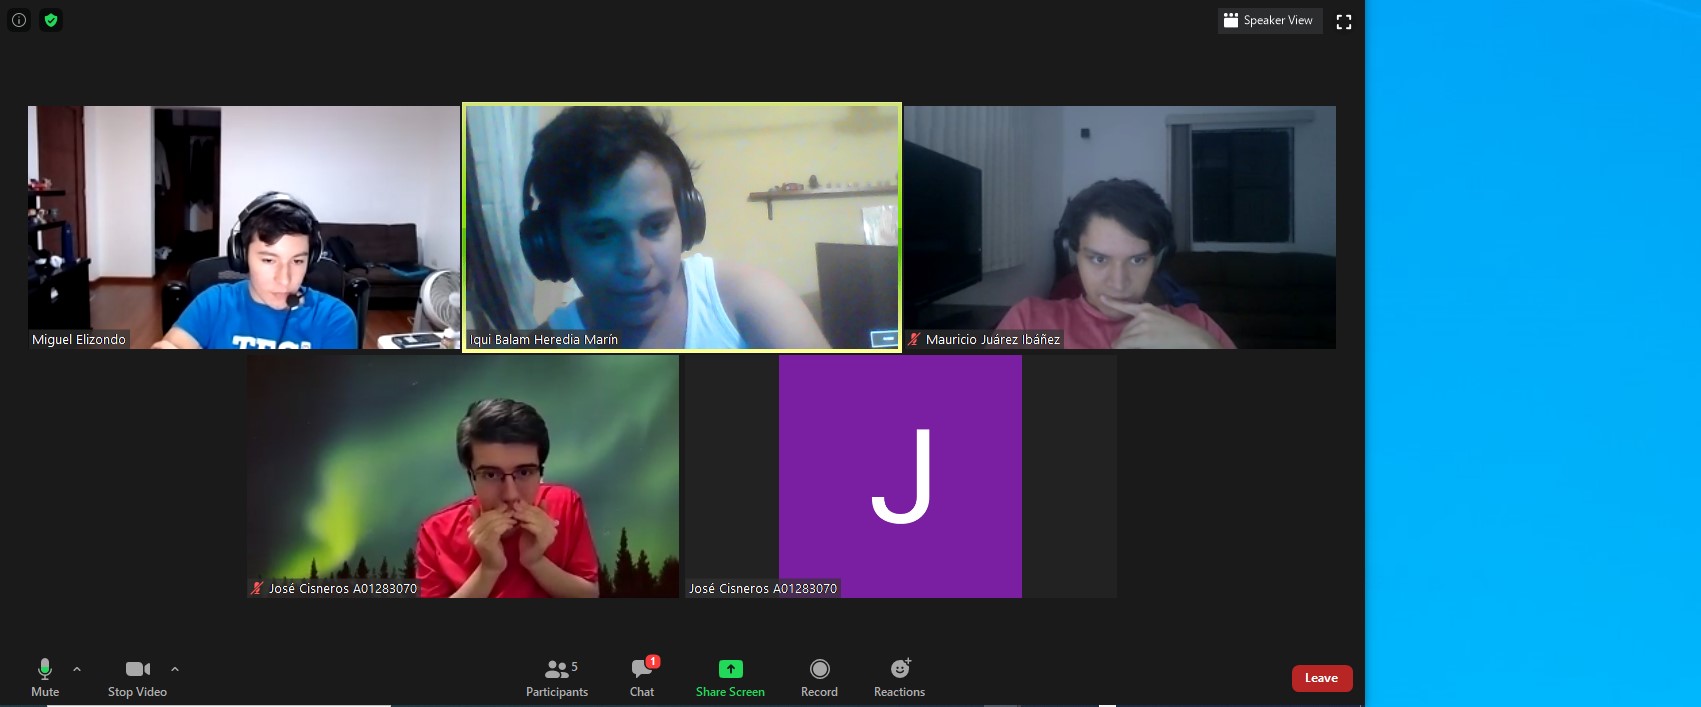 Speaker View
Miguel Elizondo
Iqui Balam Heredia Marín
Mauricio Juárez Ibáñez
José Cisneros A01283070
J
José Cisneros A01283070
Mute
Stop Video
Participants
5
Chat
1
Share Screen
Record
Reactions
Leave